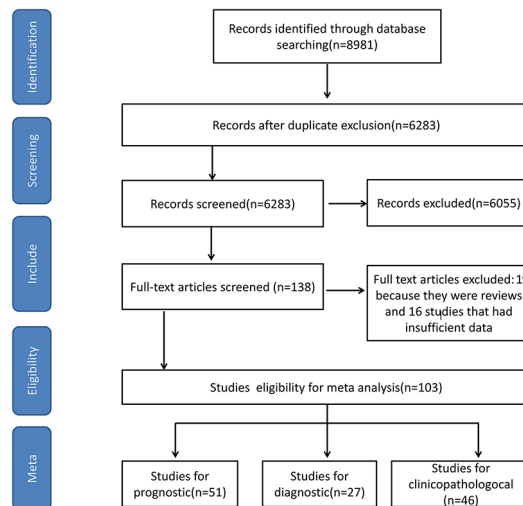 Identification
Records identified through database
searching(n=8981)
Records after duplicate exclusion(n=6283)
Screening
Records screened(n=6283)
Records excluded(n=6055)
Include
Full-text articles screened (n=138)
Full text articles excluded:
because they were reviews
and 16 studies that had
insufficient data
Eligibility
Studies eligibility for meta analysis(n=103)
Meta
Studies for
prognostic(n=51)
Studies for
diagnostic(n=27)
Studies for
clinicopathologocal
(n=46)